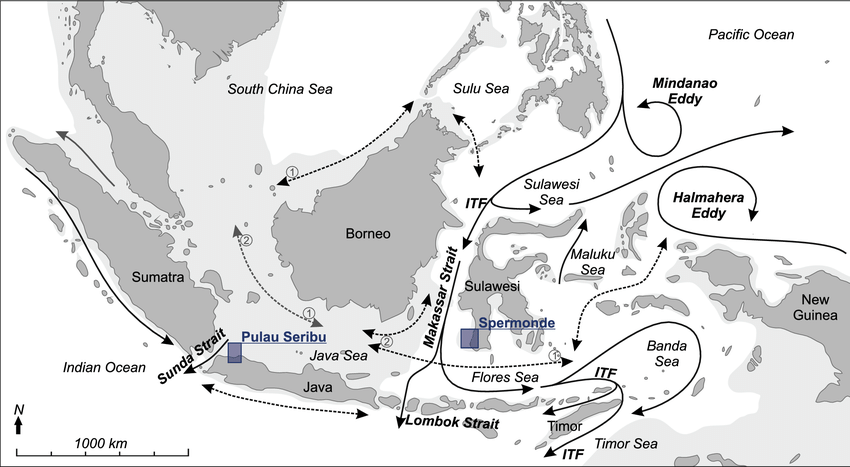 Pacific Ocean
South China Sea
Sulu Sea
Mindanao
Eddy
1
ITF
Sulawesi
Sea
Halmahera
Eddy
2
Borneo
Makassar Strait
Maluku
Sea
Sumatra
Sulawesi
New
Guinea
1
Spermonde
Pulau Seribu
Sunda Strait
Java Sea
2
1
Banda
Sea
Indian Ocean
Flores Sea
ITF
Java
Lombok Strait
Timor
Timor Sea
ITF
N
1000 km